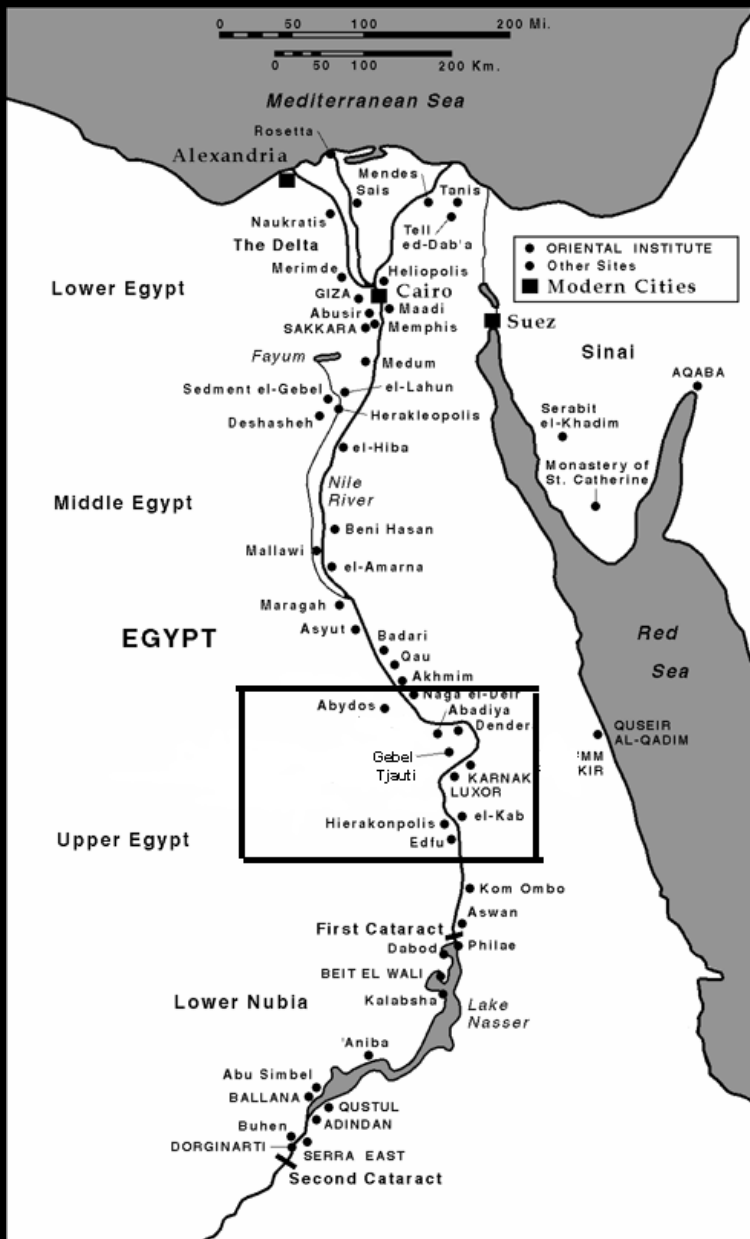 0 50 100 200 Mi.
0 50 100 200 Km.
Mediterranean Sea
Rosetta
Alexandria
Mendes
Sais
Tanis
Naukratis
Tell
ed-Dab'a
The Delta
ORIENTAL INSTITUTE
Other Sites
Modern Cities
Merimde
Heliopolis
Lower Egypt
GIZA
Cairo
Abusir
Maadi
SAKKARA
Memphis
Suez
Fayum
Medum
Sinai
AQABA
Sedment el-Gebel
el-Lahun
Deshasheh
Herakleopolis
Serabit
el-Khadim
el-Hiba
Monastery of
St. Catherine
Nile
River
Middle Egypt
Beni Hasan
Mallawi
el-Amarna
Maragah
Asyut
EGYPT
Badari
Qau
Red
Sea
Akhmim
Naga el-Deir
Abydos
Abadiya
Dender
QUSEIR
AL-QADIM
Gebel
Tjauti
'MM
KIR
KARNAK
LUXOR
Hierakonpolis
el-Kab
Upper Egypt
Edfu
Kom Ombo
Aswan
First Cataract
Dabod
Philae
BEIT EL WALI
Lower Nubia
Kalabsha
Lake
Nasser
'Aniba
Abu Simbel
BALLANA
QUSTUL
Buhen
ADINDAN
DORGINARTI
SERRA EAST
Second Cataract